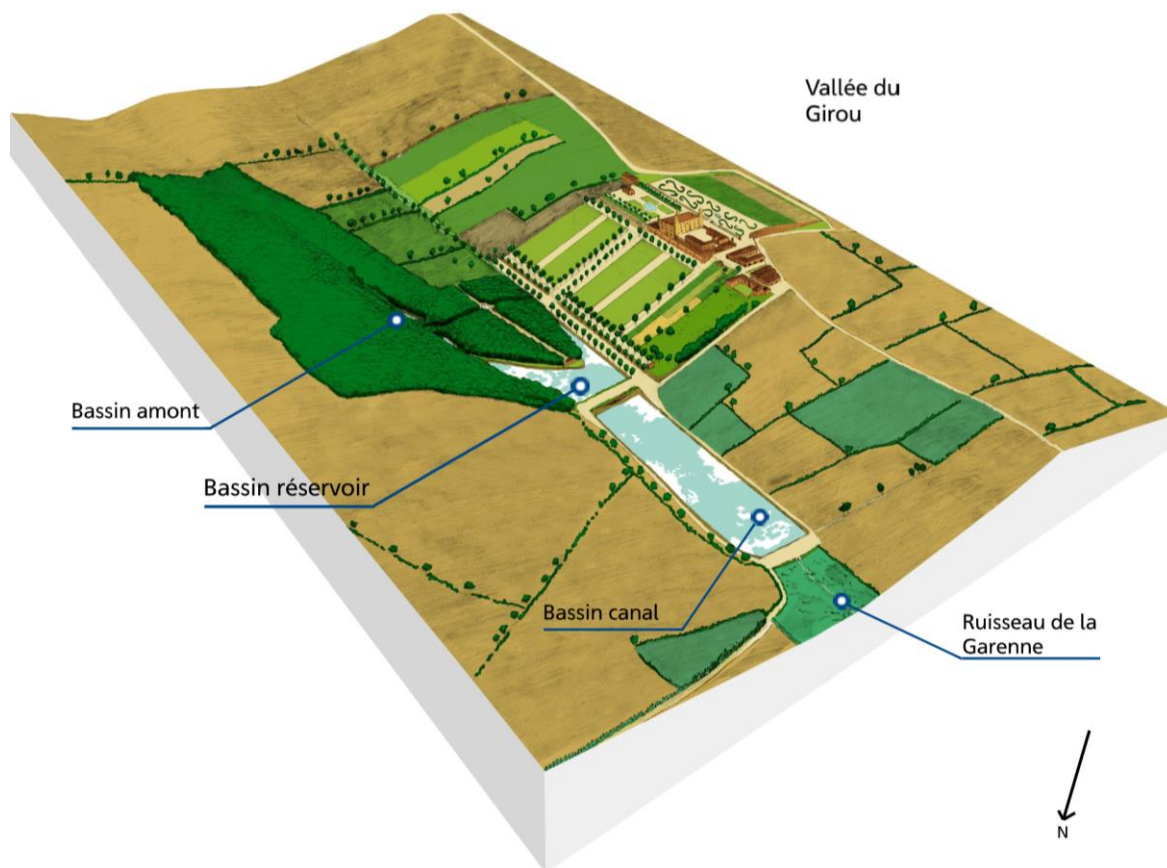 Vallée du
Girou
Bassin amont
Bassin réservoir
Bassin canal
Ruisseau de la
Garenne
N